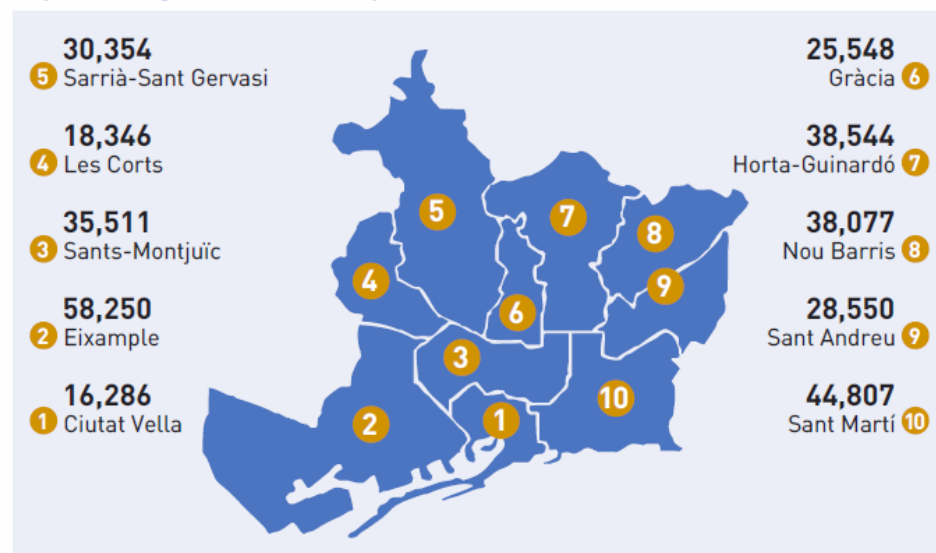 30,354
5 Sarrià-Sant Gervasi
18,346
4 Les Corts
35,511
3 Sants-Montjuïc
58,250
2 Eixample
16,286
1 Ciutat Vella
25,548
Gràcia 6
38,544
Horta-Guinardó 7
38,077
Nou Barris 8
28,550
Sant Andreu 9
44,807
Sant Martí 10
5
7
8
4
9
6
3
10
2
1